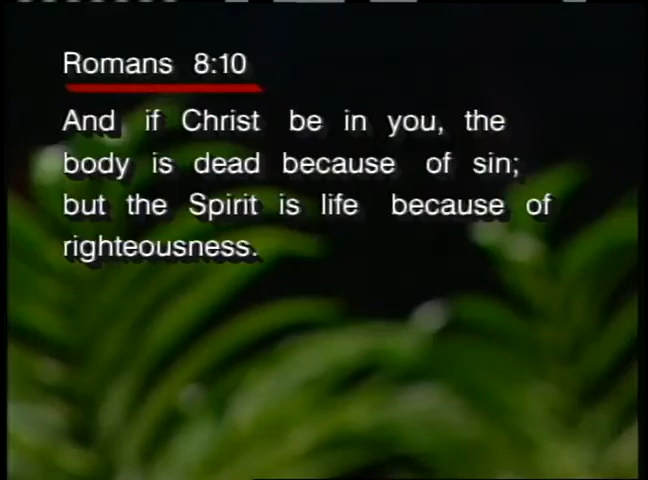 Romans 8:10
And if Christ be in you, the
body is dead because of sin;
but the Spirit is life because of
righteousness.